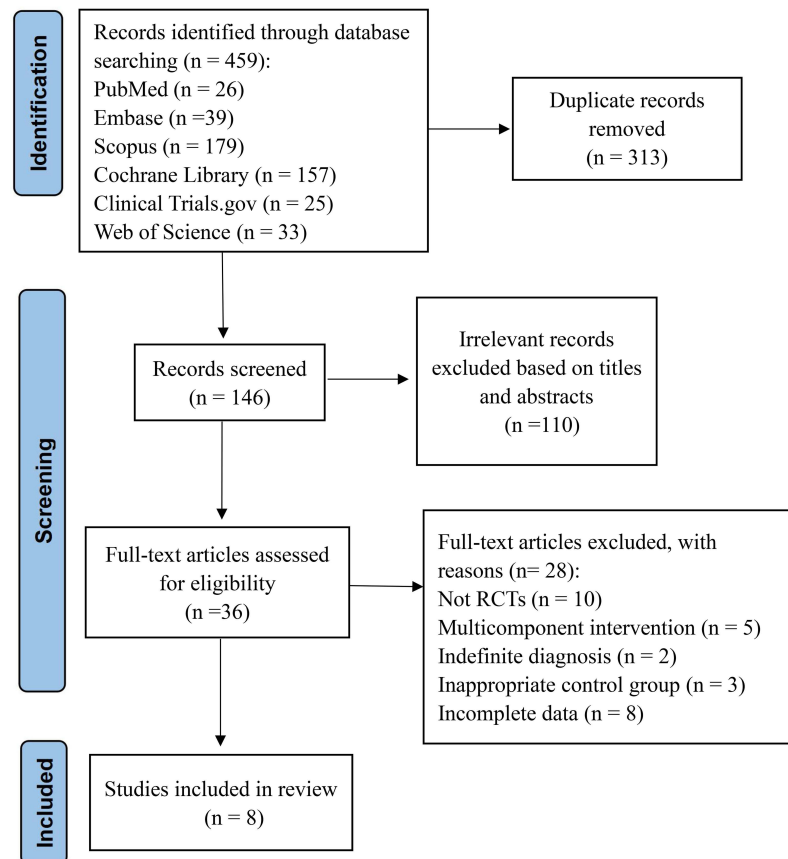 Identification
Records identified through database
searching (n = 459):
PubMed (n = 26)
Embase (n =39)
Scopus (n = 179)
Cochrane Library (n = 157)
Clinical Trials.gov (n = 25)
Web of Science (n = 33)
Duplicate records
removed
(n = 313)
Screening
Records screened
(n = 146)
Irrelevant records
excluded based on titles
and abstracts
(n =110)
Full-text articles assessed
for eligibility
(n =36)
Full-text articles excluded, with
reasons (n= 28):
Not RCTs (n = 10)
Multicomponent intervention (n = 5)
Indefinite diagnosis (n = 2)
Inappropriate control group (n = 3)
Incomplete data (n = 8)
Included
Studies included in review
(n = 8)